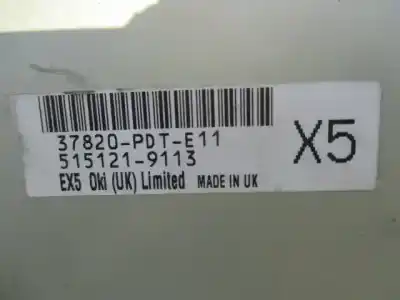 37820-PDT-E11
515121-9113
X5
EX5 Oki (UK) Limited MADE IN UK